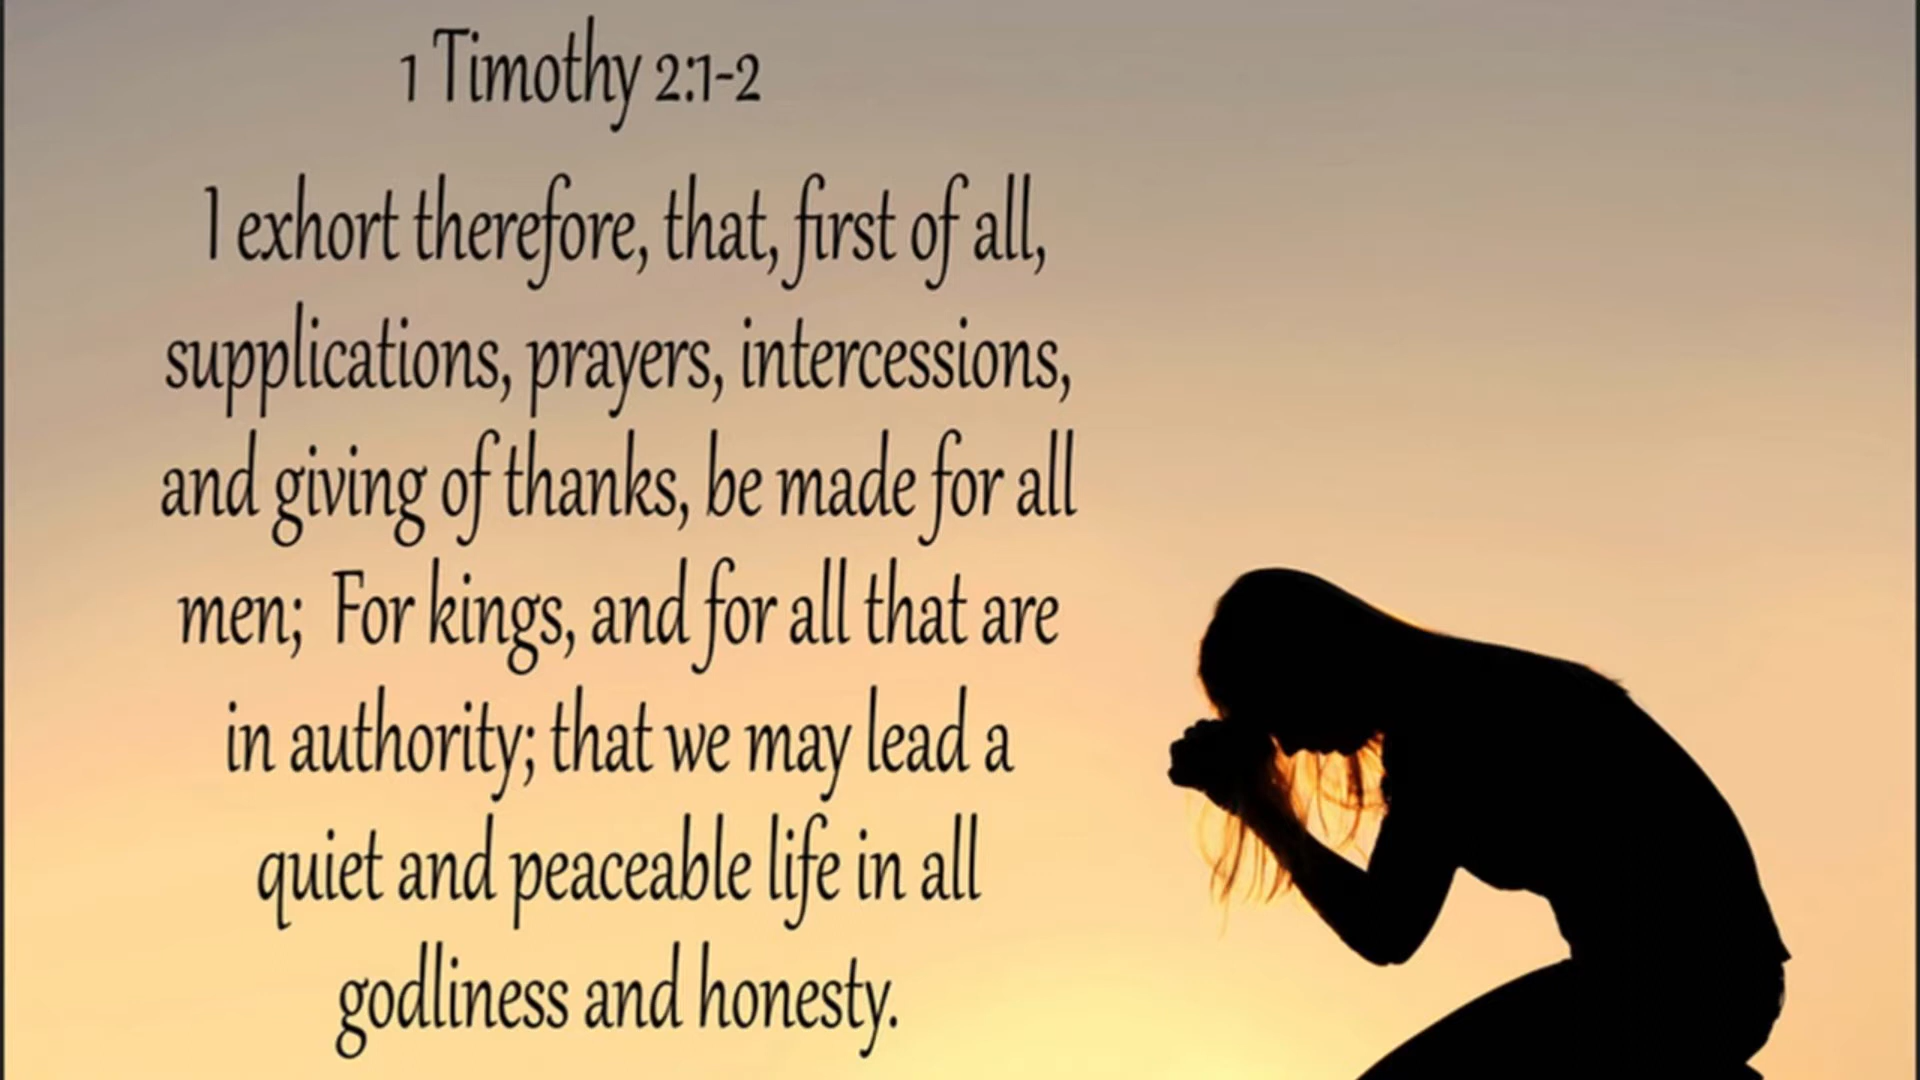 1 Timothy 2:1-2
I exhort therefore, that, first of all,
supplications, prayers, intercessions,
and giving of thanks, be made for all
men;  For kings, and for all that are
in authority; that we may lead a
quiet and peaceable life in all
godliness and honesty.